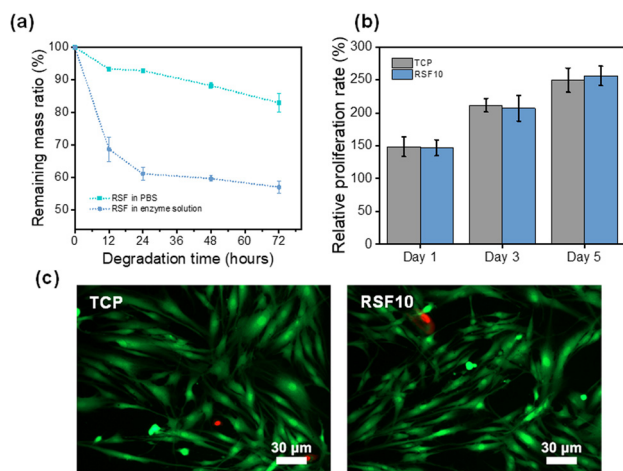 (a)
100
90
80
70
60
50
Remaining mass ratio (%)
RSF in PBS
RSF in enzyme solution
0 12 24 36 48 60 72
Degradation time (hours)
(b)
300
250
200
150
100
50
0
Relative proliferation rate (%)
TCP
RSF10
Day 1 Day 3 Day 5
(c)
TCP
30 µm
RSF10
30 µm